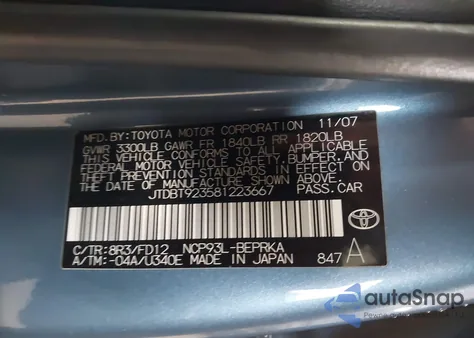 MFD. BY: TOYOTA MOTOR CORPORATION 11/07
GVWR 3300LB GAWR FR 1840LB RR 1820LB
THIS VEHICLE CONFORMS TO ALL APPLICABLE
FEDERAL MOTOR VEHICLE SAFETY, BUMPER, AND
THEFT PREVENTION STANDARDS IN EFFECT ON
THE DATE OF MANUFACTURE SHOWN ABOVE.
JTDBT923581223667 PASS. CAR
C/TR: 8R3/FD12 NCP93L-BEPRKA
A/TM: -04A/U340E MADE IN JAPAN 847 A
TOYOTA
autaSnap